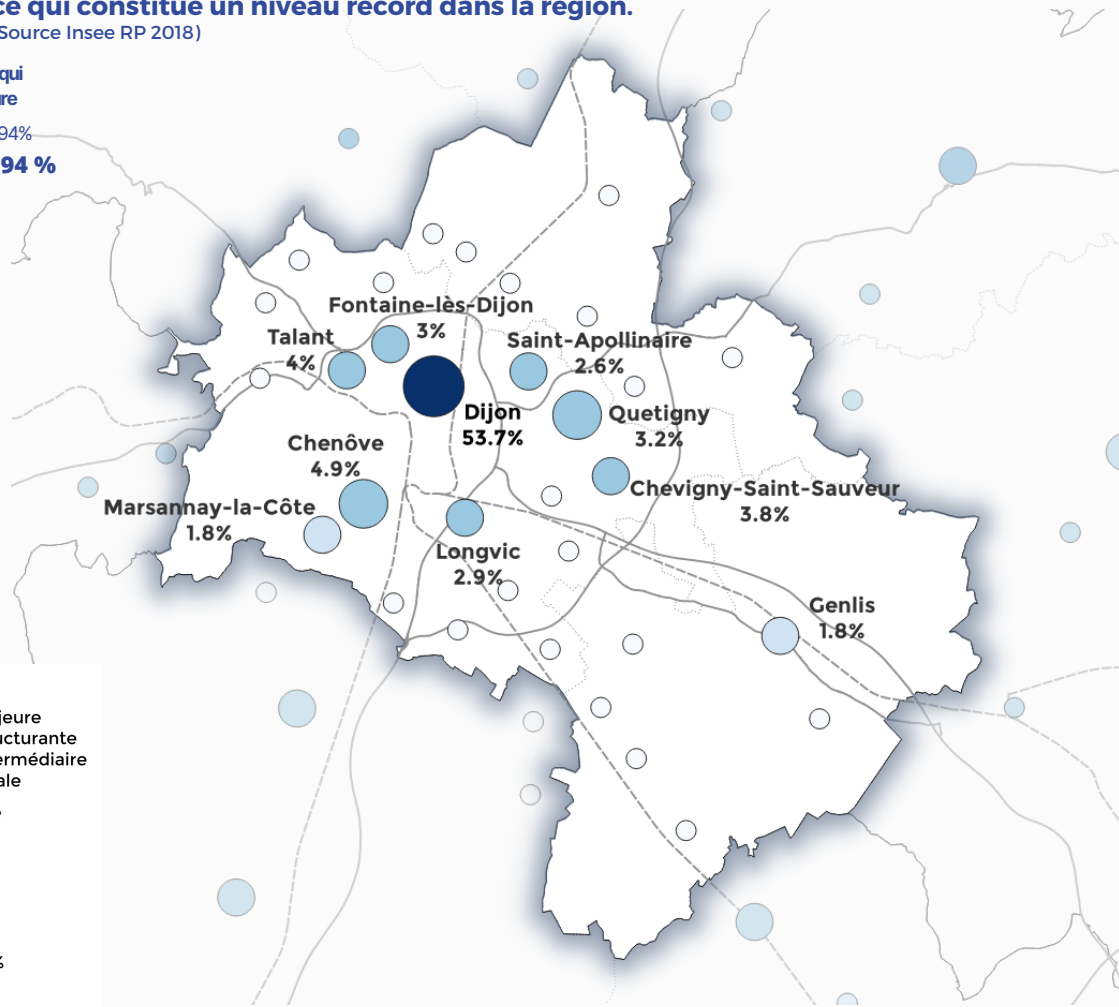 ce qui constitue un niveau record dans la région.
Source Insee RP 2018)
qui
94%
94 %
Fontaine-lès-Dijon
3%
Talant
4%
Saint-Apollinaire
2.6%
Dijon
53.7%
Quetigny
3.2%
Chenôve
4.9%
Chevigny-Saint-Sauveur
3.8%
Marsannay-la-Côte
1.8%
Longvic
2.9%
Genlis
1.8%
jeure
ucturante
ermédiaire
ale
%